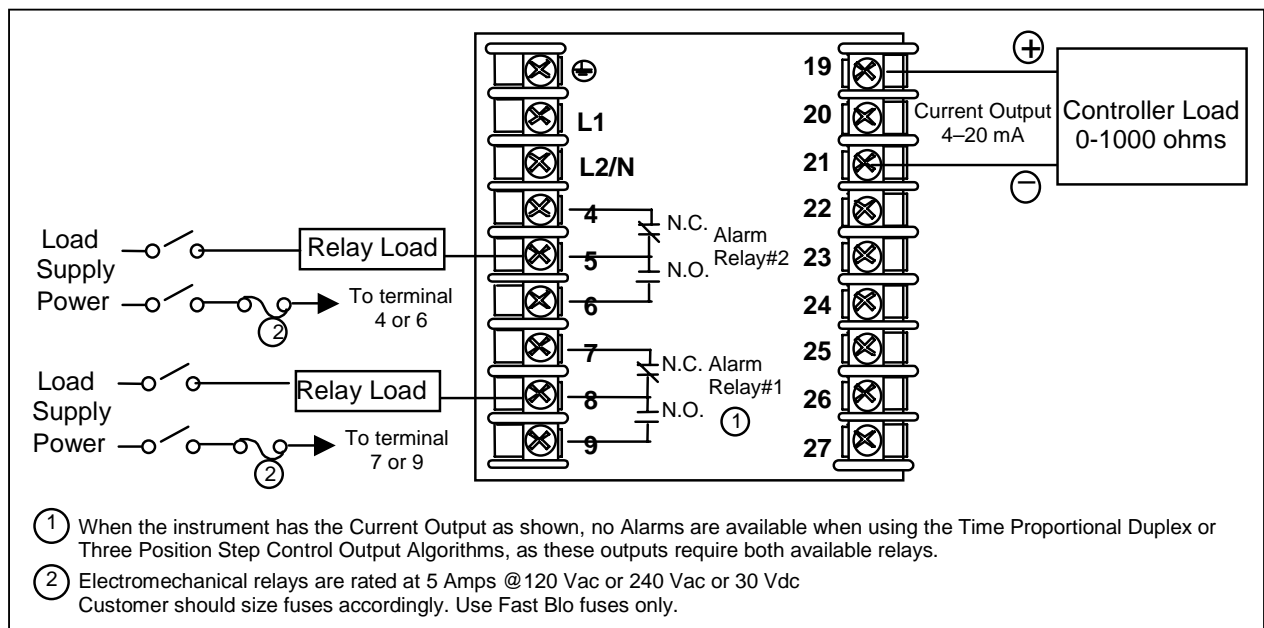 19
20
21
22
23
24
25
26
27
L1
L2/N
4
5
6
7
8
9
+
Current Output
4–20 mA
−
Controller Load
0-1000 ohms
N.C.
N.O.
Alarm
Relay#2
N.C.
N.O.
Alarm
Relay#1
1
Load
Supply
Power
Relay Load
2
To terminal
4 or 6
Load
Supply
Power
Relay Load
2
To terminal
7 or 9
1 When the instrument has the Current Output as shown, no Alarms are available when using the Time Proportional Duplex or
Three Position Step Control Output Algorithms, as these outputs require both available relays.
2 Electromechanical relays are rated at 5 Amps @120 Vac or 240 Vac or 30 Vdc
Customer should size fuses accordingly. Use Fast Blo fuses only.